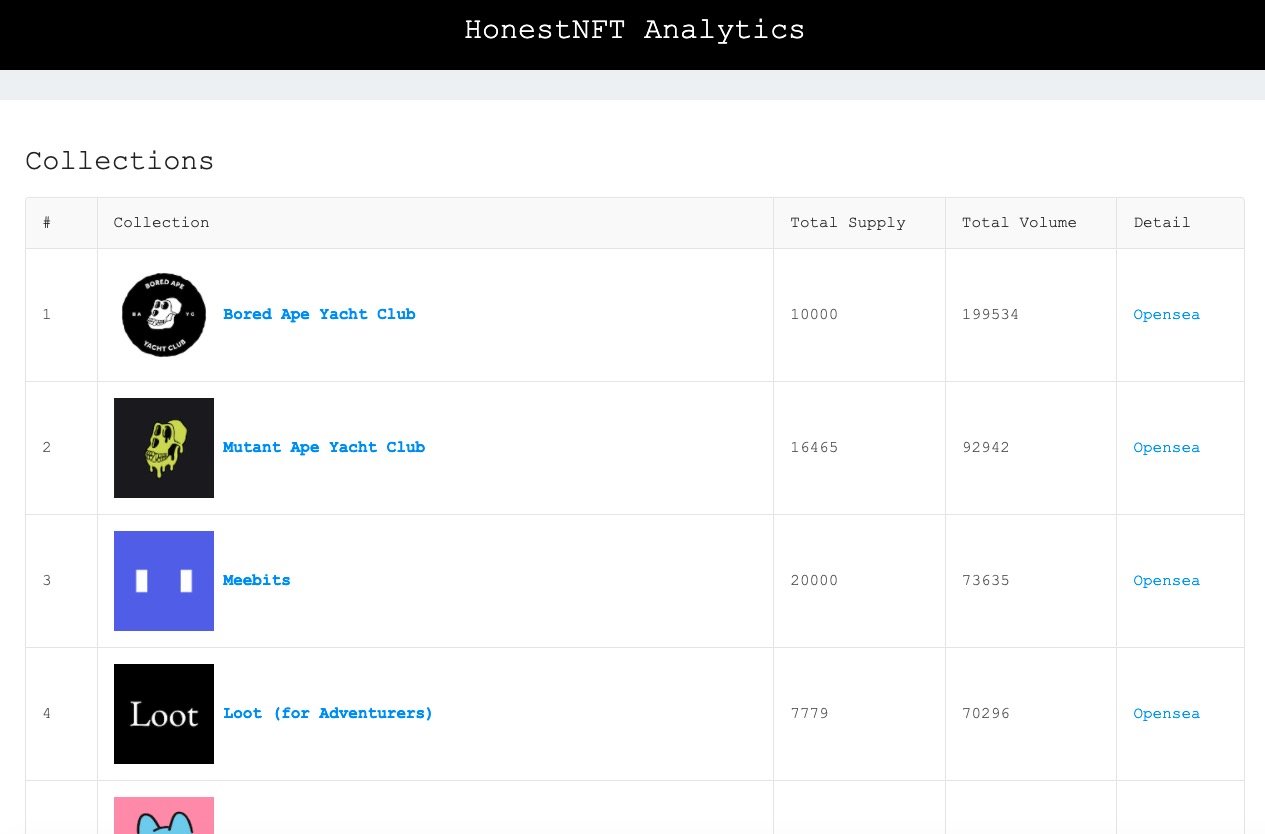 HonestNFT Analytics
Collections
# Collection Total Supply Total Volume Detail
1 BORED APE BA YC YACHT CLUB Bored Ape Yacht Club 10000 199534 Opensea
2 Mutant Ape Yacht Club 16465 92942 Opensea
3 Meebits 20000 73635 Opensea
4 Loot Loot (for Adventurers) 7779 70296 Opensea